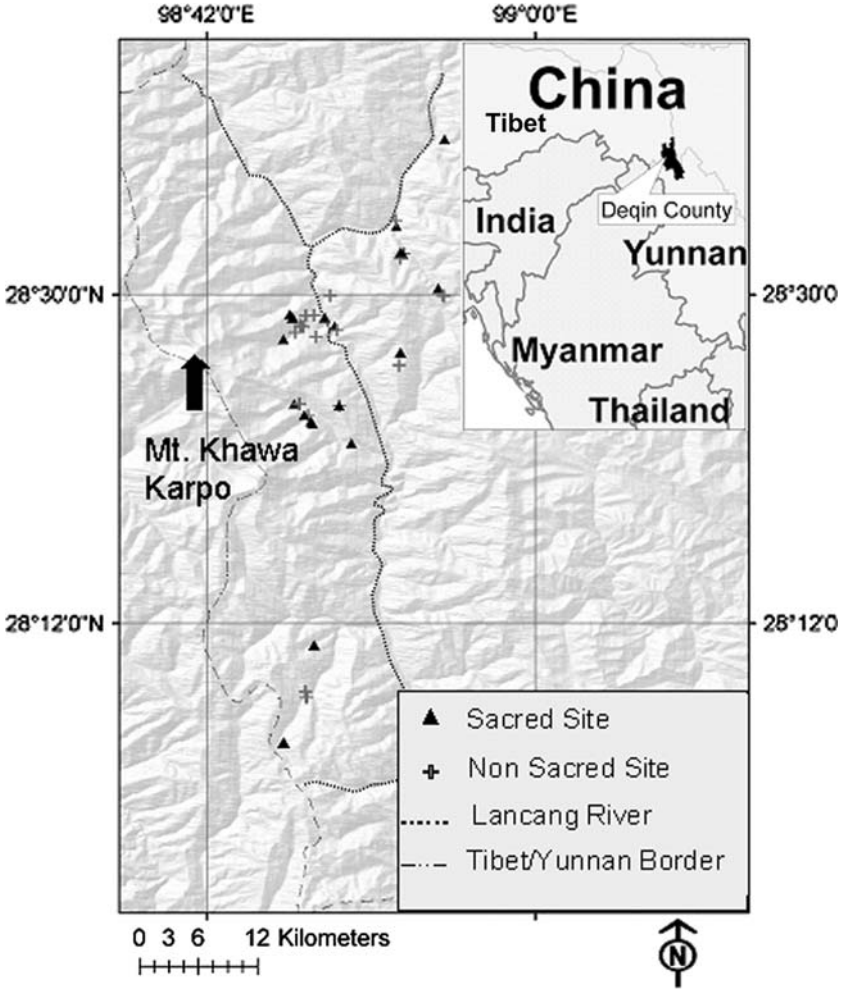 98°42'0"E
99°0'0"E
China
Tibet
Deqin County
India
Yunnan
28°30'0"N
28°30'0
Myanmar
Thailand
Mt. Khawa
Karpo
28°12'0"N
28°12'0
Sacred Site
Non Sacred Site
Lancang River
Tibet/Yunnan Border
0 3 6 12 Kilometers
N